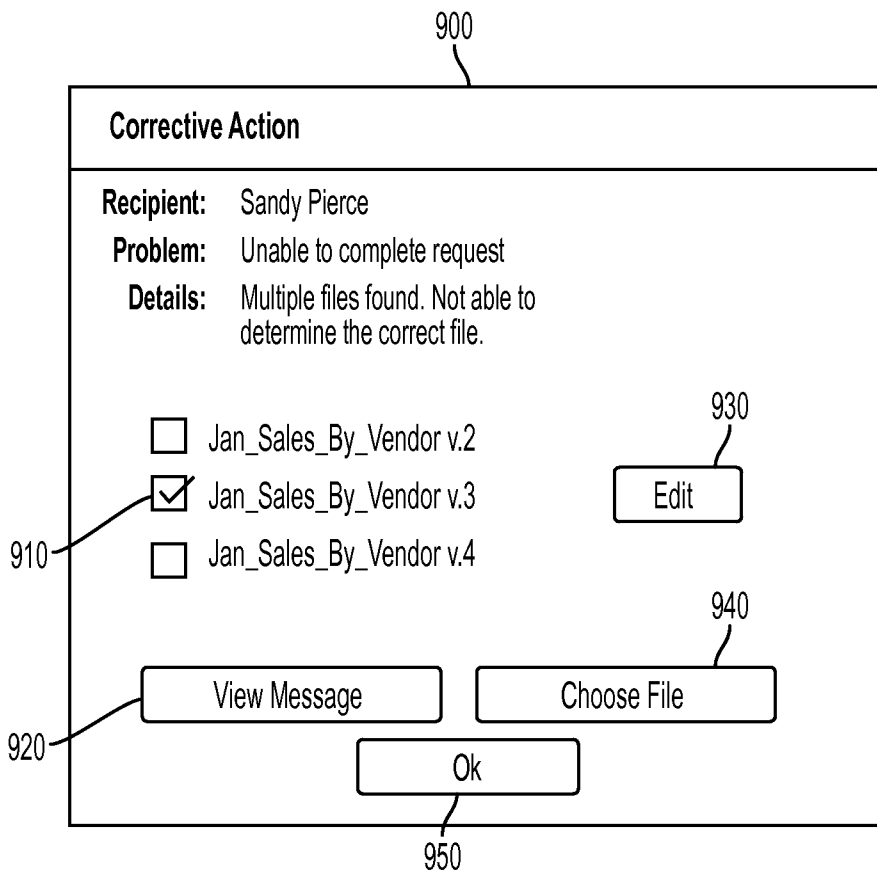 900
Corrective Action
Recipient: Sandy Pierce
Problem: Unable to complete request
Details: Multiple files found. Not able to
determine the correct file.
930
Jan_Sales_By_Vendor v.2
Jan_Sales_By_Vendor v.3 Edit
910
Jan_Sales_By_Vendor v.4
940
View Message Choose File
920
Ok
950